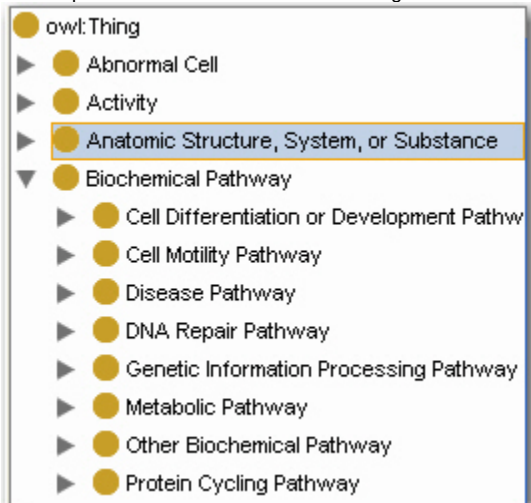 owl:Thing
Abnormal Cell
Activity
Anatomic Structure, System, or Substance
Biochemical Pathway
Cell Differentiation or Development Pathw
Cell Motility Pathway
Disease Pathway
DNA Repair Pathway
Genetic Information Processing Pathway
Metabolic Pathway
Other Biochemical Pathway
Protein Cycling Pathway